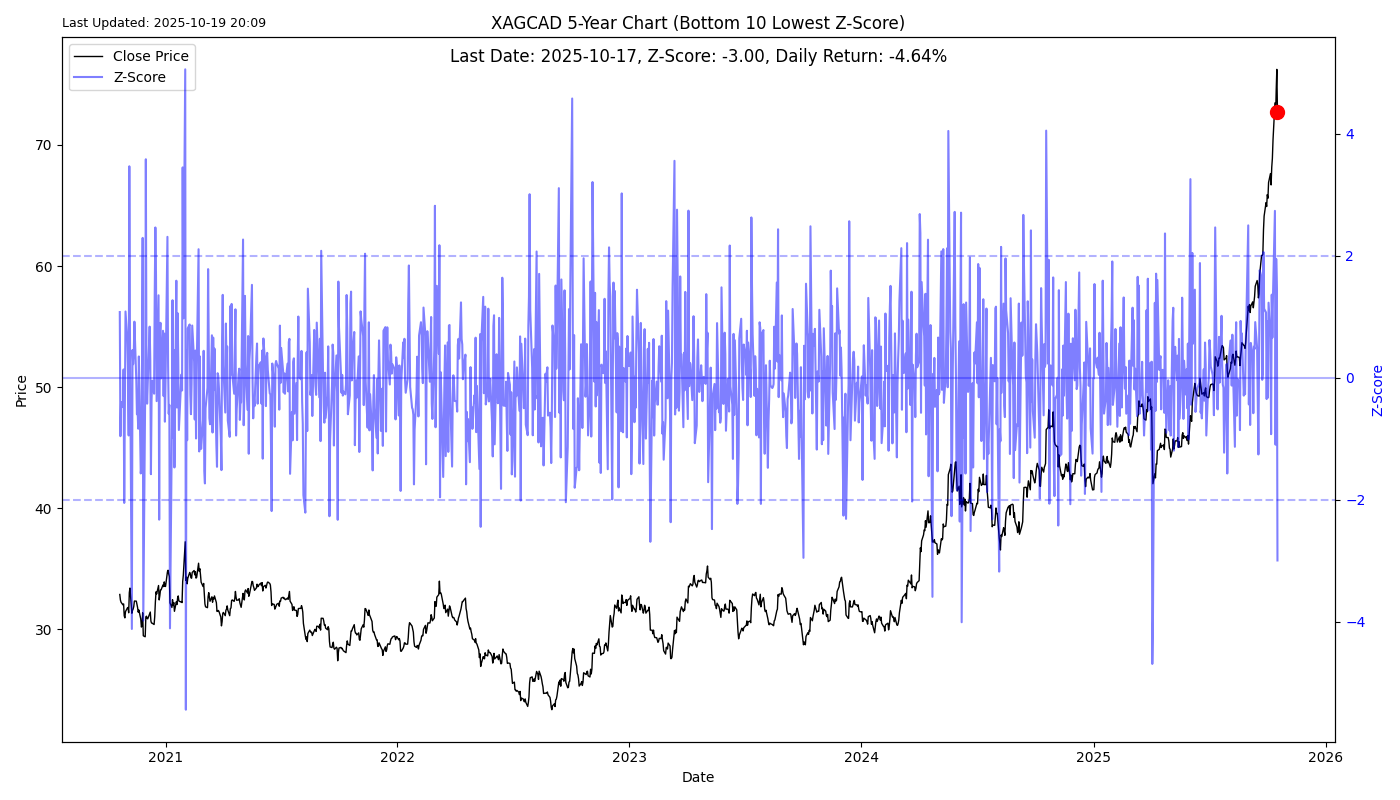 Last Updated: 2025-10-19 20:09
XAGCAD 5-Year Chart (Bottom 10 Lowest Z-Score)
Last Date: 2025-10-17, Z-Score: -3.00, Daily Return: -4.64%
Close Price
Z-Score
70
60
50
40
30
Price
4
2
0
−2
−4
Z-Score
2021
2022
2023
2024
2025
2026
Date